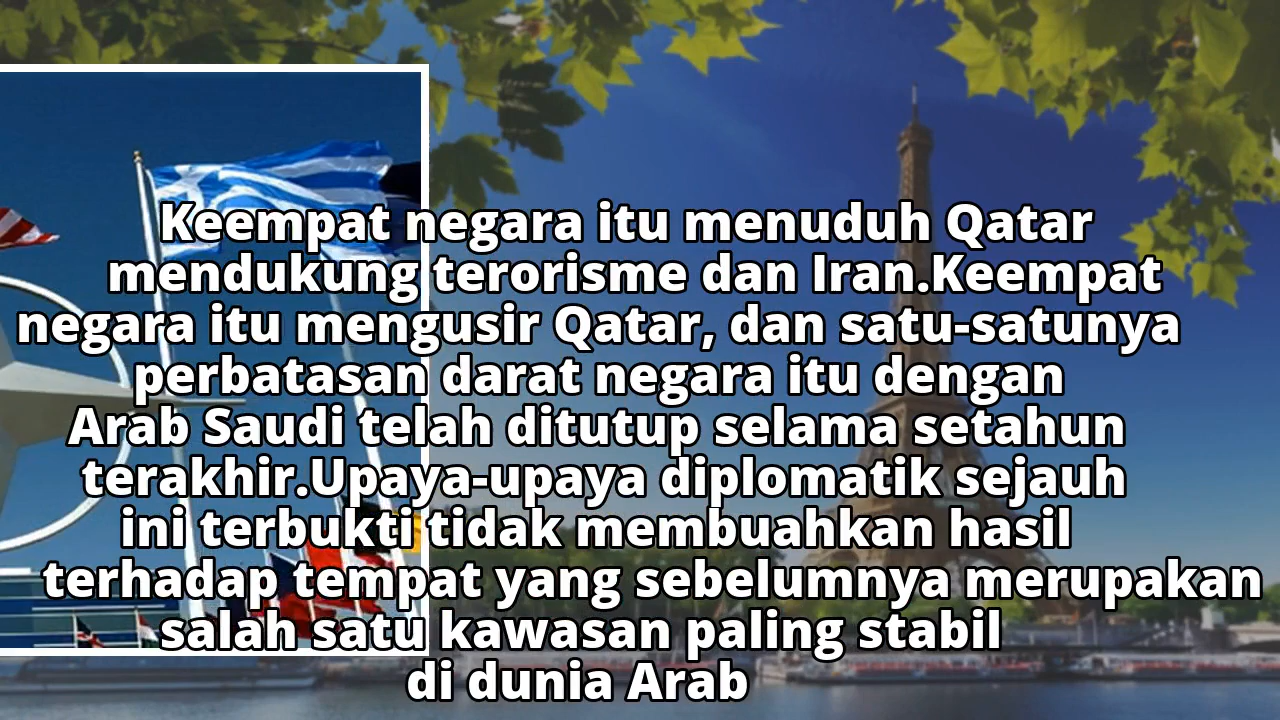 Keempat negara itu menuduh Qatar
mendukung terorisme dan Iran.Keempat
negara itu mengusir Qatar, dan satu-satunya
perbatasan darat negara itu dengan
Arab Saudi telah ditutup selama setahun
terakhir.Upaya-upaya diplomatik sejauh
ini terbukti tidak membuahkan hasil
terhadap tempat yang sebelumnya merupakan
salah satu kawasan paling stabil
di dunia Arab